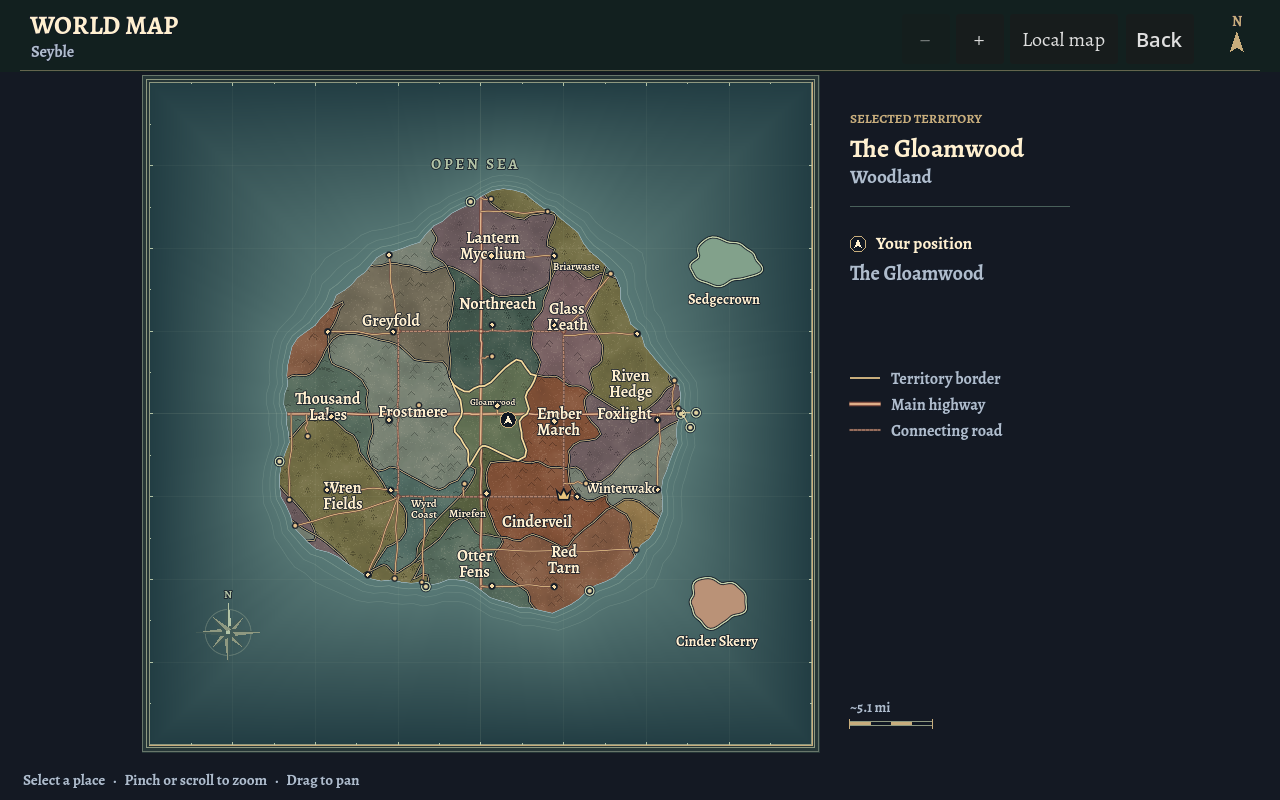 WORLD MAP
Seyble
−
+
Local map
Back
N
OPEN SEA
Lantern
Mycelium
Briarwaste
Sedgecrown
Northreach
Glass
Heath
Greyfold
Riven
Hedge
Thousand
Lakes
Frostmere
Gloamwood
Ember
March
Foxlight
Wren
Fields
Wyrd
Coast
Mirefen
Winterwake
Cinderveil
Otter
Fens
Red
Tarn
N
Cinder Skerry
SELECTED TERRITORY
The Gloamwood
Woodland
Your position
The Gloamwood
Territory border
Main highway
Connecting road
~5.1 mi
Select a place · Pinch or scroll to zoom · Drag to pan